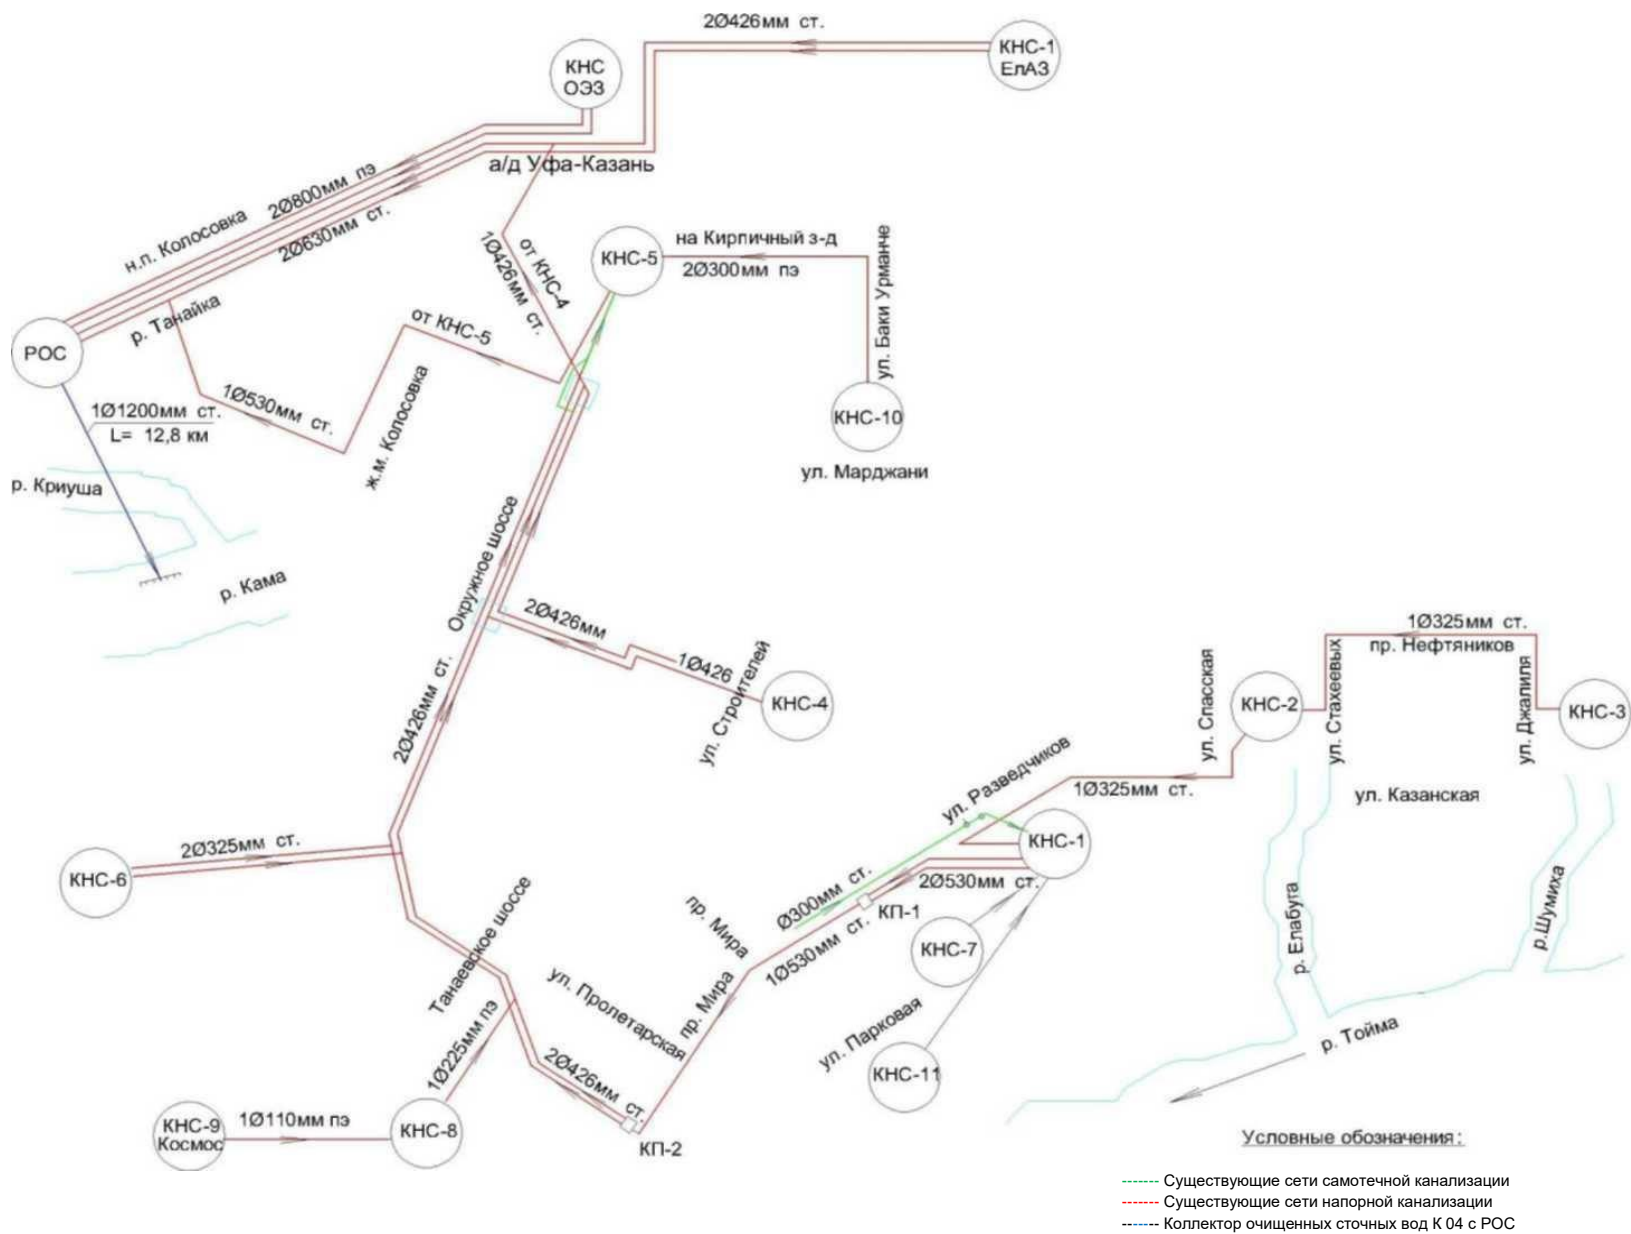 2Ø426мм ст.
КНС-1
ЕлАЗ
КНС
ОЭЗ
а/д Уфа-Казань
2Ø800мм пэ
н.п. Колосовка
2Ø630мм ст.
р. Танайка
РОС
1Ø426мм ст.
от КНС-4
КНС-5
на Кирпичный з-д
2Ø300мм пэ
ул. Баки Урманче
КНС-10
ул. Марджани
от КНС-5
1Ø530мм ст.
ж.м. Колосовка
1Ø1200мм ст.
L= 12,8 км
р. Криуша
р. Кама
Окружное шоссе
2Ø426мм
1Ø426
ул. Строителей
КНС-4
2Ø426мм ст.
1Ø325мм ст.
пр. Нефтяников
ул. Спасская
КНС-2
ул. Стахеевых
ул. Джалиля
КНС-3
ул. Казанская
1Ø325мм ст.
ул. Разведчиков
КНС-1
2Ø530мм ст.
Ø300мм ст.
КП-1
1Ø530мм ст.
КНС-7
2Ø325мм ст.
КНС-6
Танаевское шоссе
пр. Мира
пр. Мира
ул. Пролетарская
ул. Парковая
КНС-11
р. Елабуга
р.Шумиха
р. Тойма
1Ø225мм пэ
2Ø426мм ст.
КНС-9
Космос
1Ø110мм пэ
КНС-8
КП-2
Условные обозначения:
Существующие сети самотечной канализации
Существующие сети напорной канализации
Коллектор очищенных сточных вод К 04 с РОС